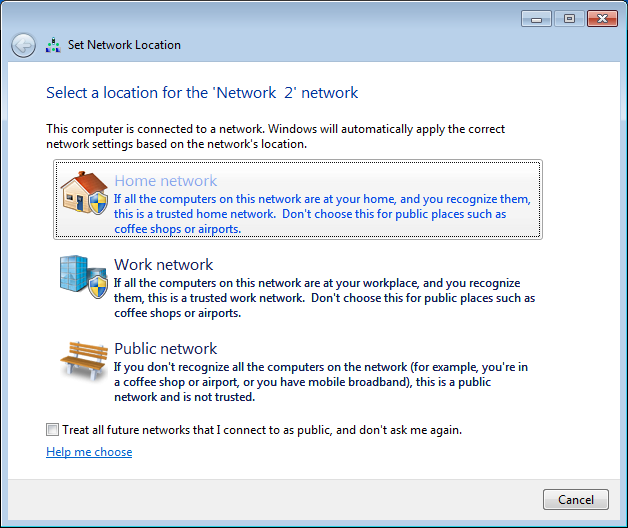 Set Network Location
Select a location for the 'Network  2' network
This computer is connected to a network. Windows will automatically apply the correct
network settings based on the network's location.
Home network
If all the computers on this network are at your home, and you recognize them,
this is a trusted home network.  Don't choose this for public places such as
coffee shops or airports.
Work network
If all the computers on this network are at your workplace, and you recognize
them, this is a trusted work network.  Don't choose this for public places such as
coffee shops or airports.
Public network
If you don't recognize all the computers on the network (for example, you're in
a coffee shop or airport, or you have mobile broadband), this is a public
network and is not trusted.
Treat all future networks that I connect to as public, and don't ask me again.
Help me choose
Cancel